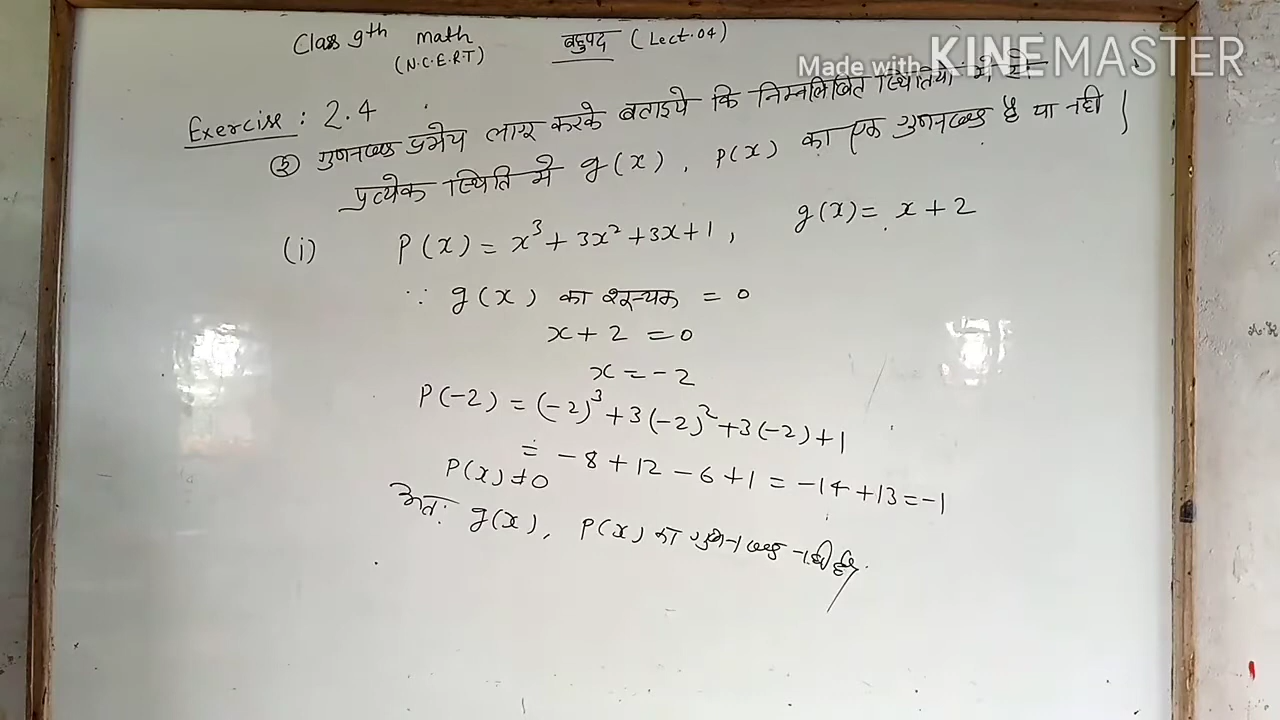 Class 9th math बहुपद (Lect.04)
(N.C.E.R.T)
Made with KINEMASTER
Exercise : 2.4
② गुणनखण्ड प्रमेय लागू करके बताइये कि निम्नलिखित स्थितियों में से
प्रत्येक स्थिति में g(x), P(x) का एक गुणनखण्ड है या नही |
(i) P(x) = x³ + 3x² + 3x + 1, g(x) = x + 2
∵ g(x) का शून्यक = 0
x + 2 = 0
x = -2
P(-2) = (-2)³ + 3(-2)² + 3(-2) + 1
= -8 + 12 - 6 + 1 = -14 + 13 = -1
P(x) ≠ 0
अतः g(x), P(x) का गुणनखण्ड नही है